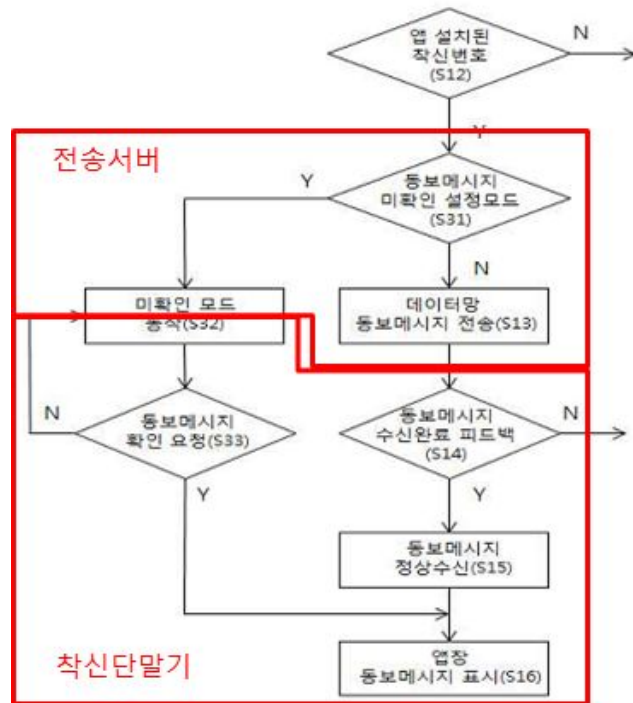 앱 설치된
착신번호
(S12)
N
Y
전송서버
Y
동보메시지
미확인 설정모드
(S31)
N
미확인 모드
동작(S32)
데이터망
동보메시지 전송(S13)
N
동보메시지
확인 요청(S33)
동보메시지
수신완료 피드백
(S14)
N
Y
Y
동보메시지
정상수신(S15)
착신단말기
앱장
동보메시지 표시(S16)